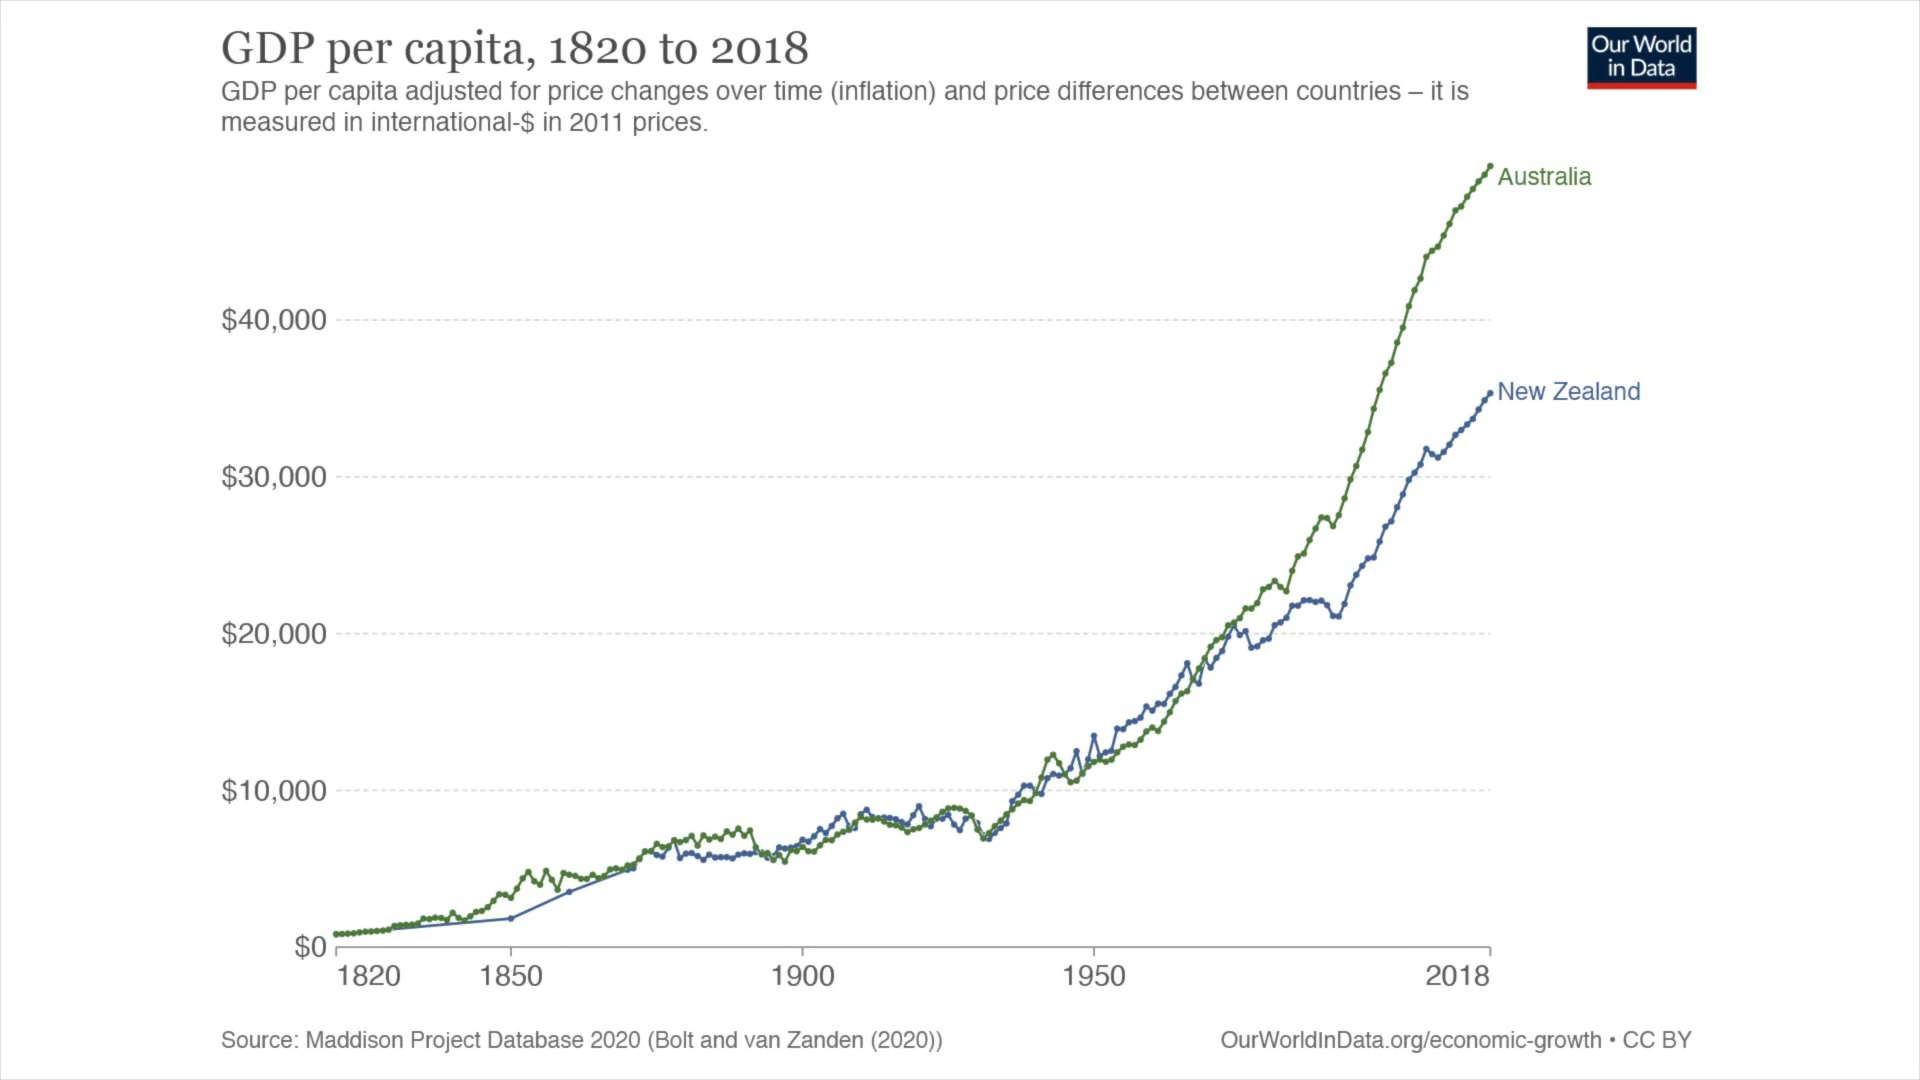 GDP per capita, 1820 to 2018
Our World
in Data
GDP per capita adjusted for price changes over time (inflation) and price differences between countries – it is
measured in international-$ in 2011 prices.
Australia
$40,000
New Zealand
$30,000
$20,000
$10,000
$0
1820 1850 1900 1950 2018
Source: Maddison Project Database 2020 (Bolt and van Zanden (2020))
OurWorldInData.org/economic-growth • CC BY